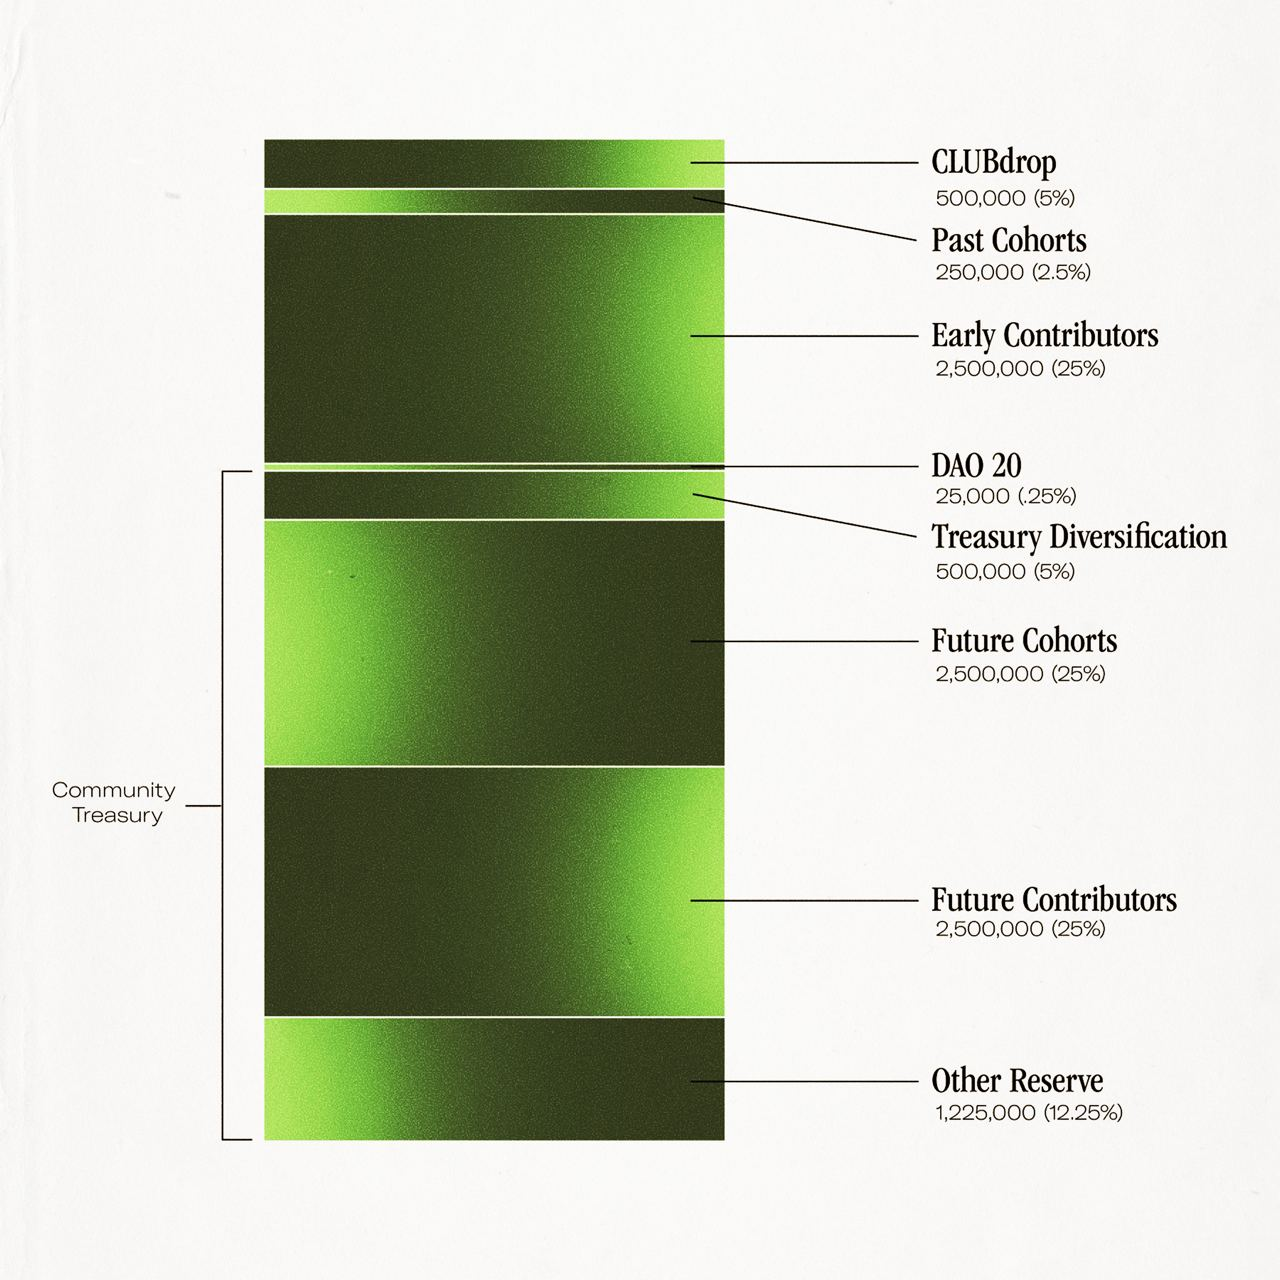 CLUBdrop
500,000 (5%)
Past Cohorts
250,000 (2.5%)
Early Contributors
2,500,000 (25%)
DAO 20
25,000 (.25%)
Treasury Diversification
500,000 (5%)
Future Cohorts
2,500,000 (25%)
Community
Treasury
Future Contributors
2,500,000 (25%)
Other Reserve
1,225,000 (12.25%)